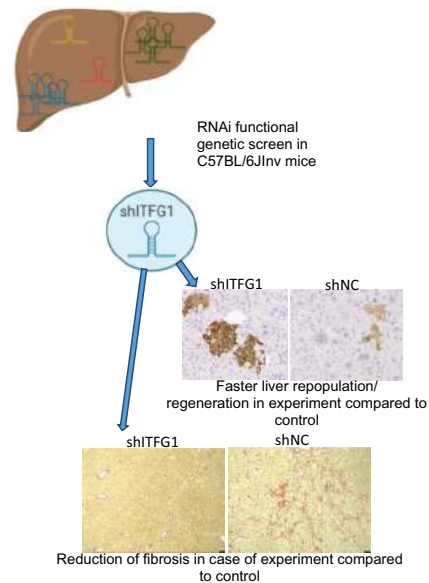 RNAi functional
genetic screen in
C57BL/6JInv mice
shITFG1
shITFG1 shNC
Faster liver repopulation/
regeneration in experiment compared to
control
shITFG1 shNC
Reduction of fibrosis in case of experiment compared
to control